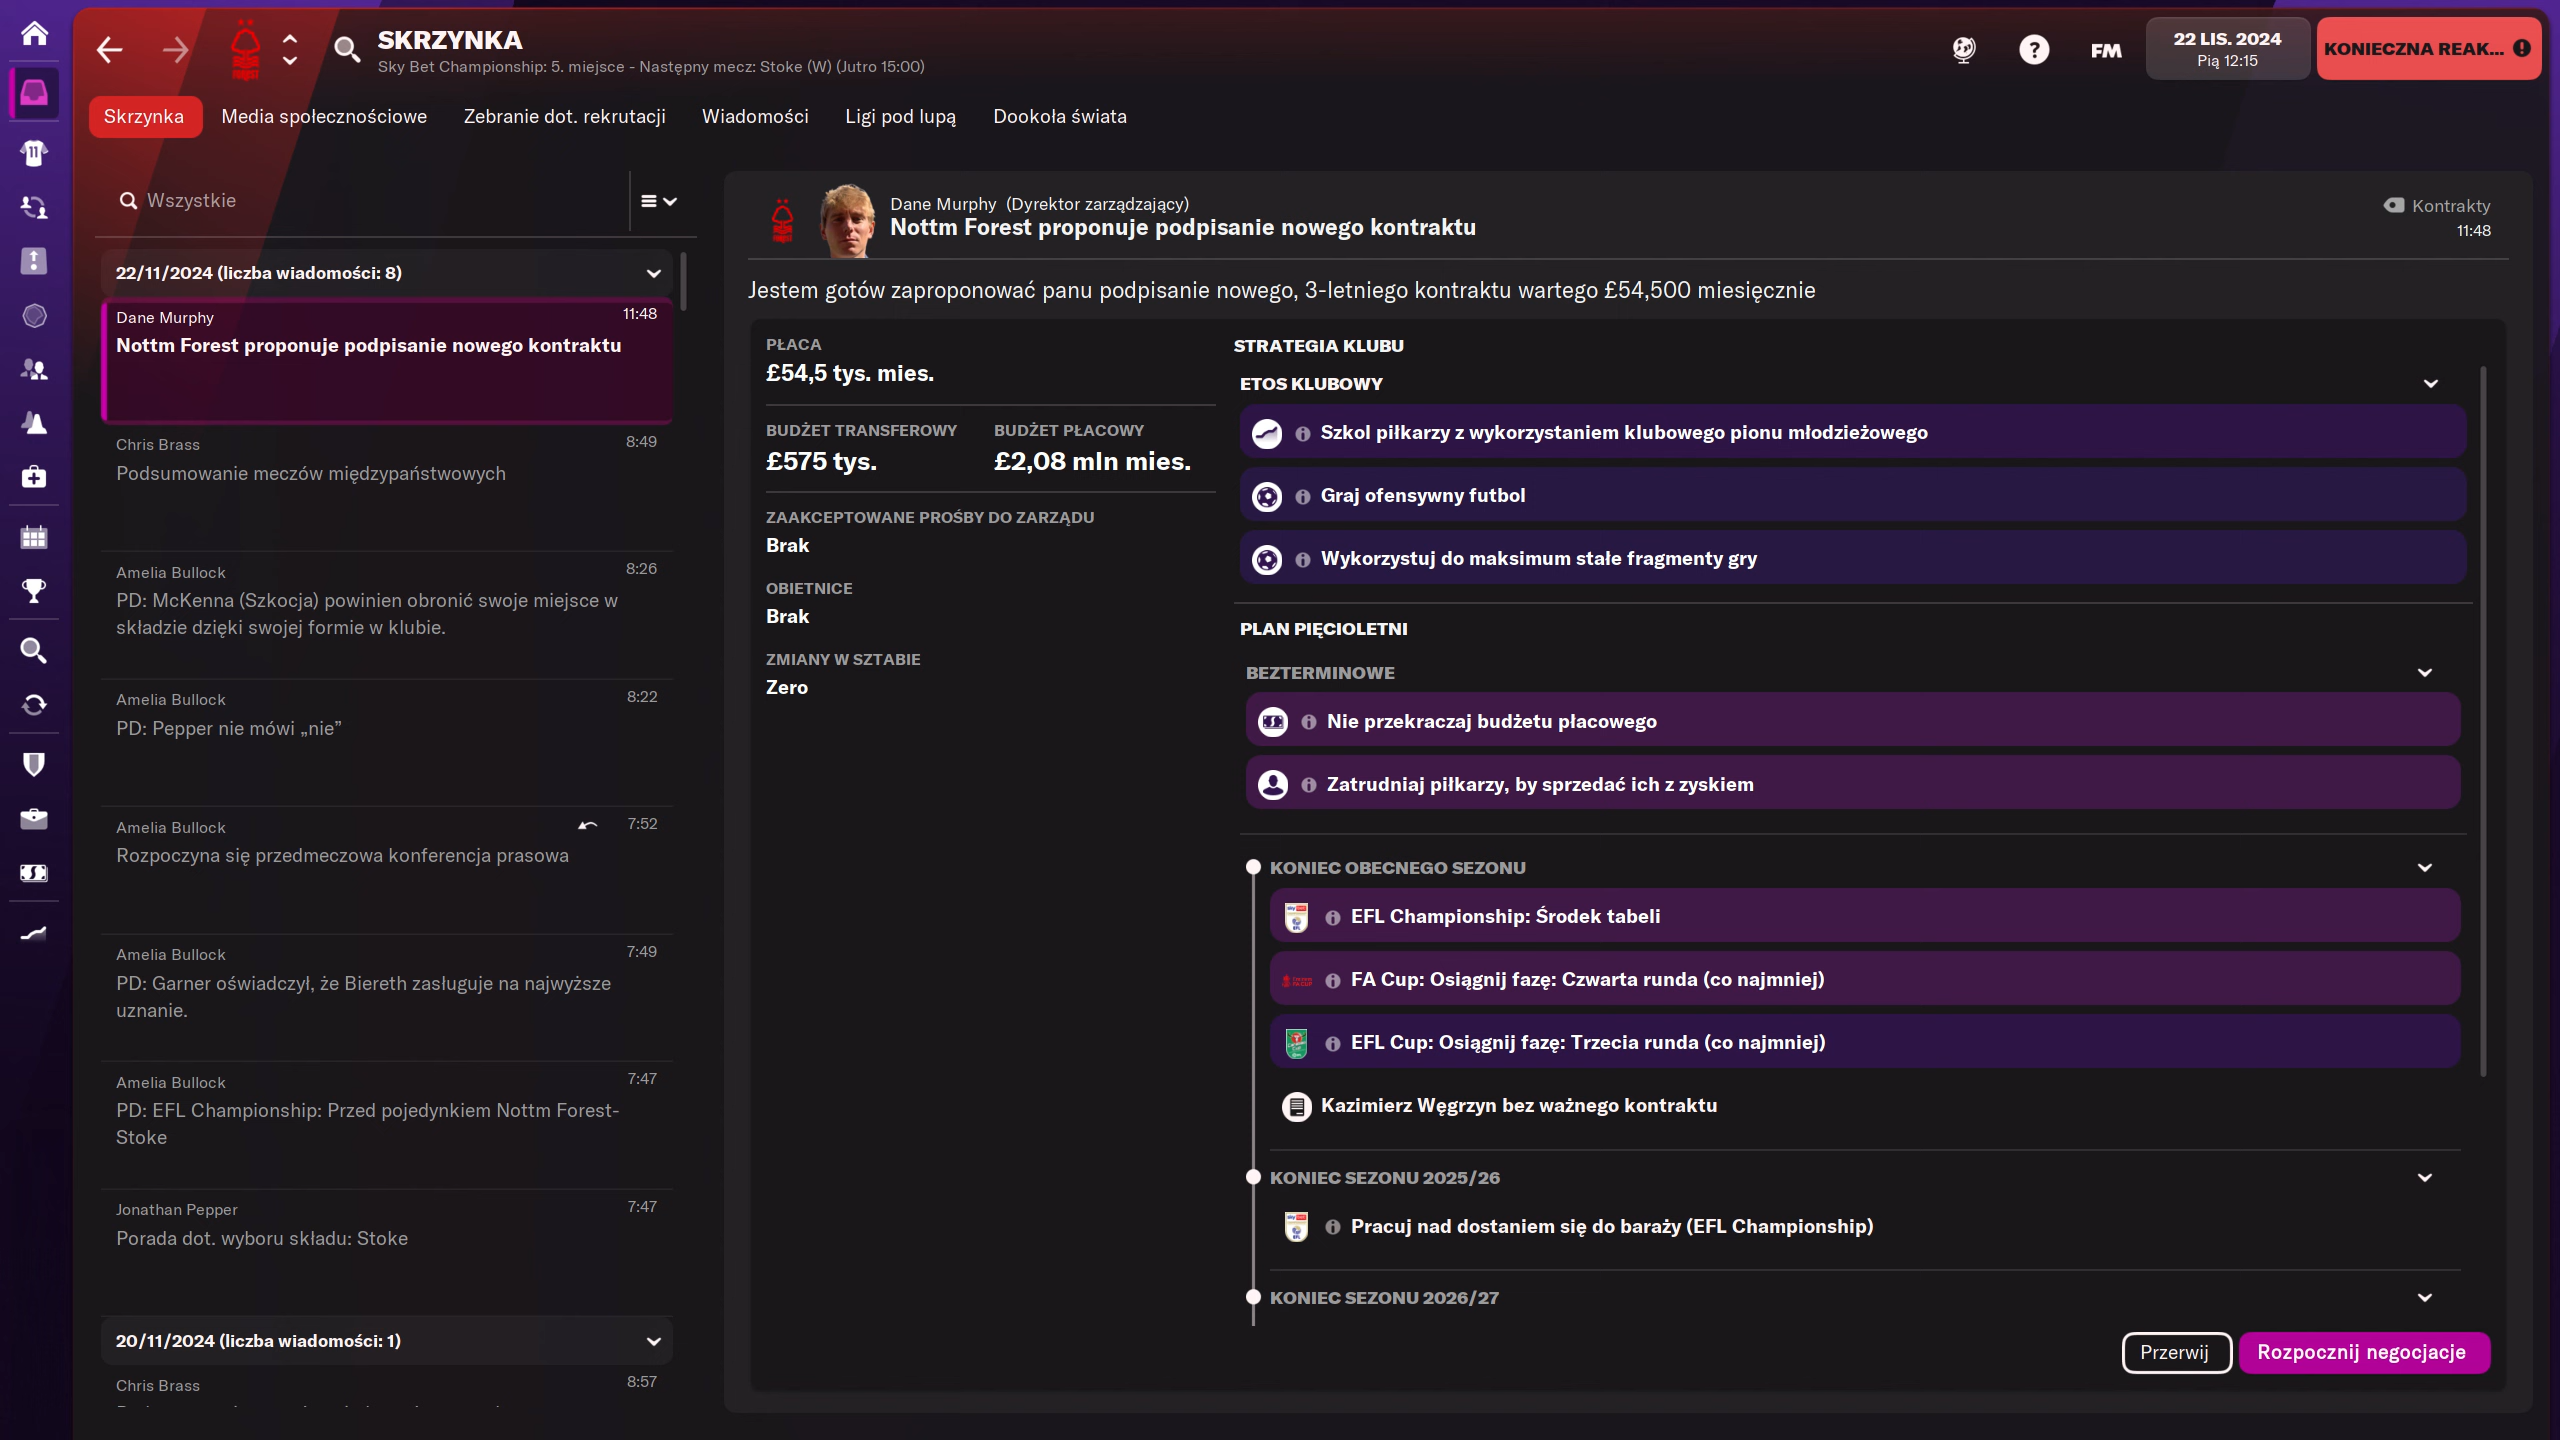 SKRZYNKA
Sky Bet Championship: 5. miejsce - Następny mecz: Stoke (W) (Jutro 15:00)
FM
22 LIS. 2024
Pią 12:15
KONIECZNA REAK...
Skrzynka
Media społecznościowe
Zebranie dot. rekrutacji
Wiadomości
Ligi pod lupą
Dookoła świata
Wszystkie
22/11/2024 (liczba wiadomości: 8)
Dane Murphy
11:48
Nottm Forest proponuje podpisanie nowego kontraktu
Chris Brass
8:49
Podsumowanie meczów międzypaństwowych
Amelia Bullock
8:26
PD: McKenna (Szkocja) powinien obronić swoje miejsce w
składzie dzięki swojej formie w klubie.
Amelia Bullock
8:22
PD: Pepper nie mówi „nie”
Amelia Bullock
7:52
Rozpoczyna się przedmeczowa konferencja prasowa
Amelia Bullock
7:49
PD: Garner oświadczył, że Biereth zasługuje na najwyższe
uznanie.
Amelia Bullock
7:47
PD: EFL Championship: Przed pojedynkiem Nottm Forest-
Stoke
Jonathan Pepper
7:47
Porada dot. wyboru składu: Stoke
20/11/2024 (liczba wiadomości: 1)
Chris Brass
8:57
Dane Murphy (Dyrektor zarządzający)
Nottm Forest proponuje podpisanie nowego kontraktu
Kontrakty
11:48
Jestem gotów zaproponować panu podpisanie nowego, 3-letniego kontraktu wartego £54,500 miesięcznie
PŁACA
£54,5 tys. mies.
BUDŻET TRANSFEROWY
£575 tys.
BUDŻET PŁACOWY
£2,08 mln mies.
ZAAKCEPTOWANE PROŚBY DO ZARZĄDU
Brak
OBIETNICE
Brak
ZMIANY W SZTABIE
Zero
STRATEGIA KLUBU
ETOS KLUBOWY
Szkol piłkarzy z wykorzystaniem klubowego pionu młodzieżowego
Graj ofensywny futbol
Wykorzystuj do maksimum stałe fragmenty gry
PLAN PIĘCIOLETNI
BEZTERMINOWE
Nie przekraczaj budżetu płacowego
Zatrudniaj piłkarzy, by sprzedać ich z zyskiem
KONIEC OBECNEGO SEZONU
EFL Championship: Środek tabeli
FA Cup: Osiągnij fazę: Czwarta runda (co najmniej)
EFL Cup: Osiągnij fazę: Trzecia runda (co najmniej)
Kazimierz Węgrzyn bez ważnego kontraktu
KONIEC SEZONU 2025/26
Pracuj nad dostaniem się do baraży (EFL Championship)
KONIEC SEZONU 2026/27
Przerwij
Rozpocznij negocjacje